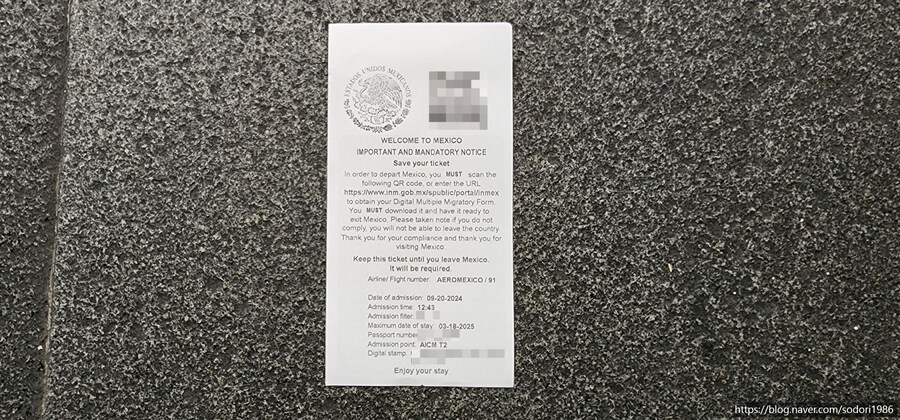 ESTADOS UNIDOS MEXICANOS
WELCOME TO MEXICO
IMPORTANT AND MANDATORY NOTICE
Save your ticket
In order to depart Mexico, you MUST scan the
following QR code, or enter the URL
https://www.inm.gob.mx/spublic/portal/inmex
to obtain your Digital Multiple Migratory Form.
You MUST download it and have it ready to
exit Mexico. Please taken note if you do not
comply, you will not be able to leave the country
Thank you for your compliance and thank you for
visiting Mexico
Keep this ticket until you leave Mexico.
It will be required.
Airline/ Flight number: AEROMEXICO / 91
Date of admission: 09-20-2024
Admission time: 12:43
Admission filter:
Maximum date of stay: 03-18-2025
Passport number
Admission point: AICM T2
Digital stamp:
Enjoy your stay
https://blog.naver.com/sodori1986